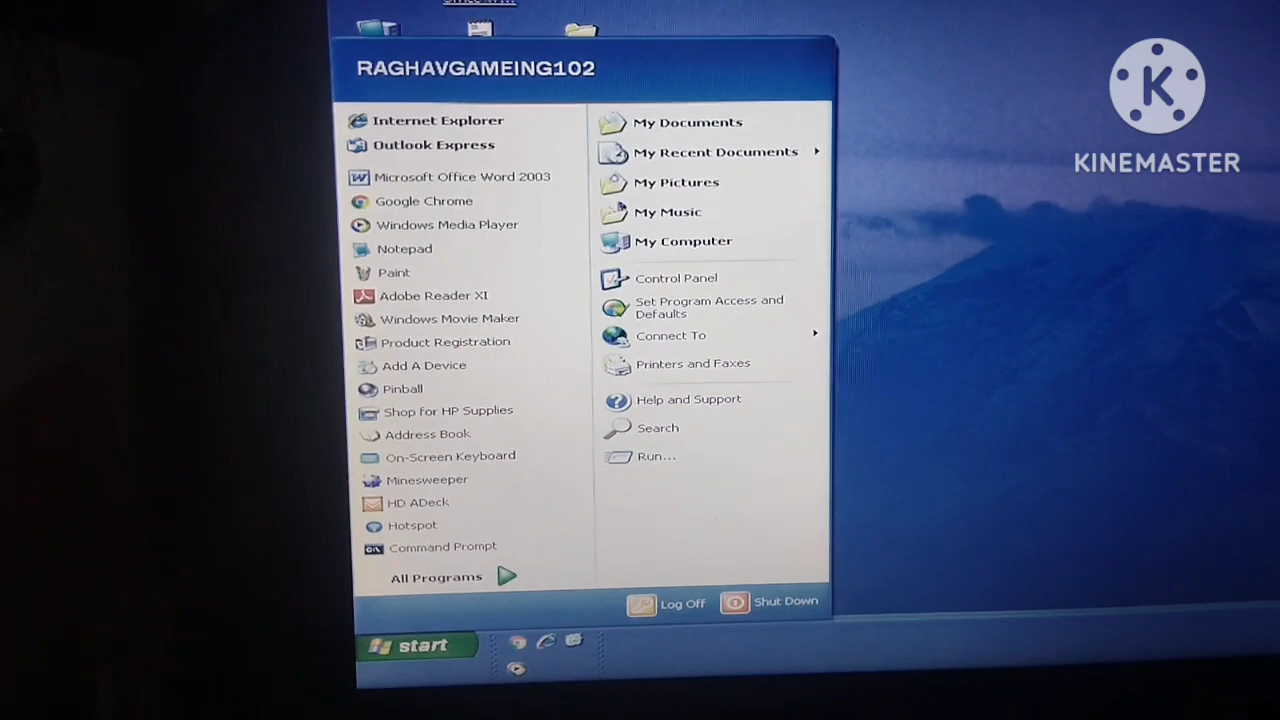 RAGHAVGAMEING102
Internet Explorer
Outlook Express
Microsoft Office Word 2003
Google Chrome
Windows Media Player
Notepad
Paint
Adobe Reader XI
Windows Movie Maker
Product Registration
Add A Device
Pinball
Shop for HP Supplies
Address Book
On-Screen Keyboard
Minesweeper
HD ADeck
Hotspot
Command Prompt
All Programs
My Documents
My Recent Documents
My Pictures
My Music
My Computer
Control Panel
Set Program Access and
Defaults
Connect To
Printers and Faxes
Help and Support
Search
Run...
Log Off
Shut Down
start
K
KINEMASTER